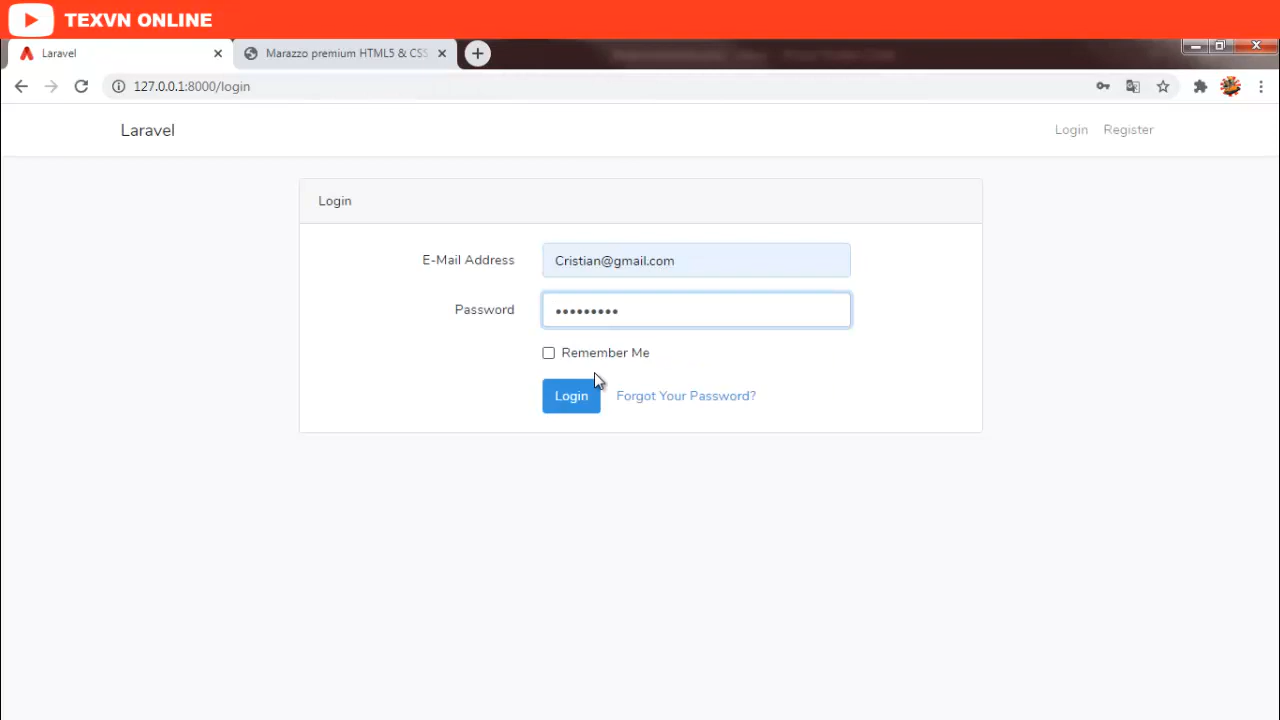 TEXVN ONLINE
Laravel
Marazzo premium HTML5 & CSS
127.0.0.1:8000/login
Laravel
Login Register
Login
E-Mail Address Cristian@gmail.com
Password •••••••••
Remember Me
Login Forgot Your Password?